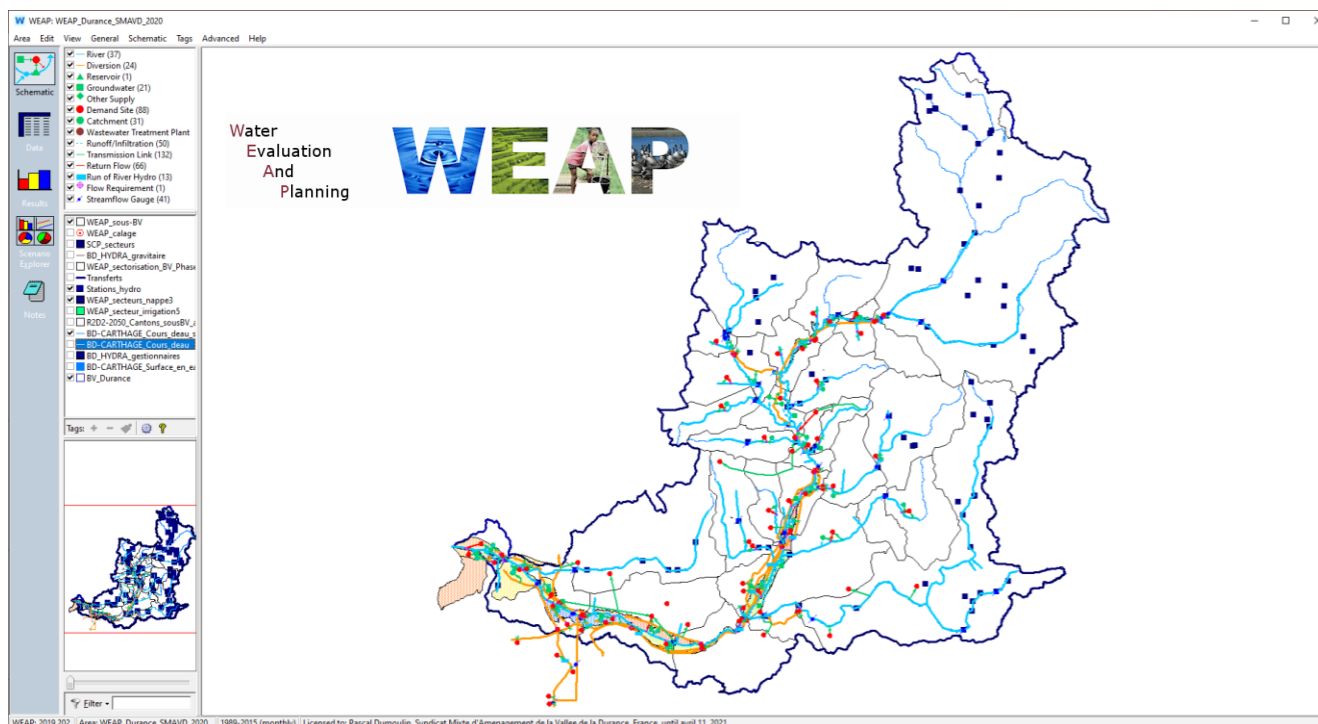 WEAP: WEAP_Durance_SMAVD_2020
Area Edit View General Schematic Tags Advanced Help
Schematic
Data
Results
Scenario
Explorer
Notes
River (37)
Diversion (24)
Reservoir (1)
Groundwater (21)
Other Supply
Demand Site (88)
Catchment (31)
Wastewater Treatment Plant
Runoff/Infiltration (50)
Transmission Link (132)
Return Flow (66)
Run of River Hydro (13)
Flow Requirement (1)
Streamflow Gauge (41)
WEAP_sous-BV
WEAP_calage
SCP_secteurs
BD_HYDRA_gravitaire
WEAP_sectorisation_BV_Phase
Transferts
Stations_hydro
WEAP_secteurs_nappe3
WEAP_secteur_irrigation5
R2D2-2050_Cantons_sousBV_a
BD-CARTHAGE_Cours_deau_s
BD-CARTHAGE_Cours_deau_
BD_HYDRA_gestionnaires
BD-CARTHAGE_Surface_en_ea
BV_Durance
Tags:
Filter
Water
Evaluation
And
Planning
WEAP
WEAP: 2019.202 Area: WEAP_Durance_SMAVD_2020 1989-2015 (monthly) Licensed to: Pascal Dumoulin, Syndicat Mixte d'Amenagement de la Vallee de la Durance, France, until avril 11, 2021